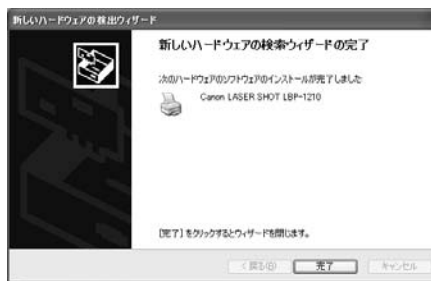 新しいハードウェアの検出ウィザード
新しいハードウェアの検索ウィザードの完了
次のハードウェアのソフトウェアのインストールが完了しました
Canon LASER SHOT LBP-1210
[完了] をクリックするとウィザードを閉じます。
< 戻る(B)
完了
キャンセル